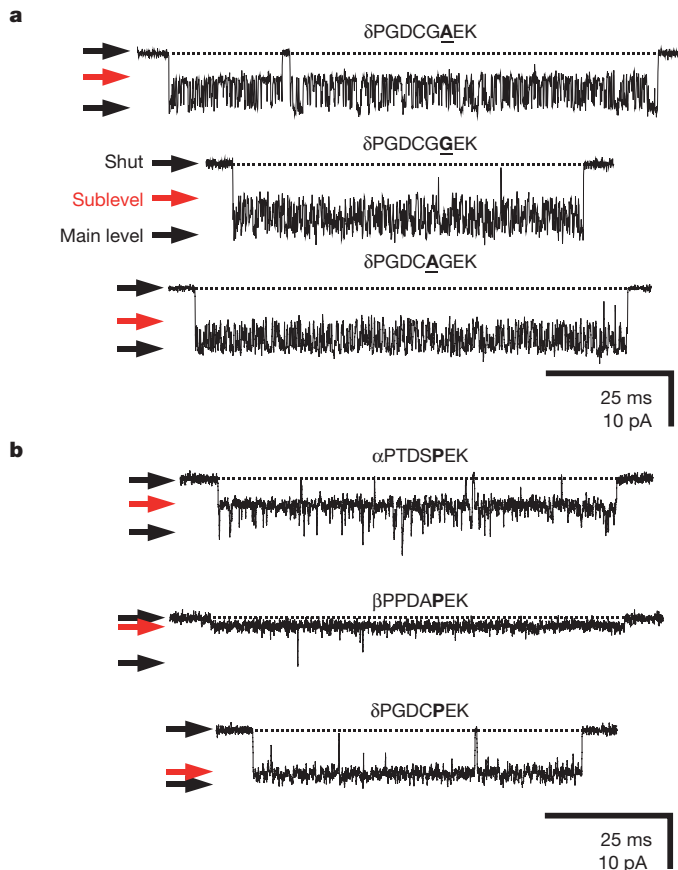 a
δPGDCGAEK
δPGDCGGEK
Shut
Sublevel
Main level
δPGDCAGEK
25 ms
10 pA
b
αPTDSPEK
βPPDAPEK
δPGDCPEK
25 ms
10 pA